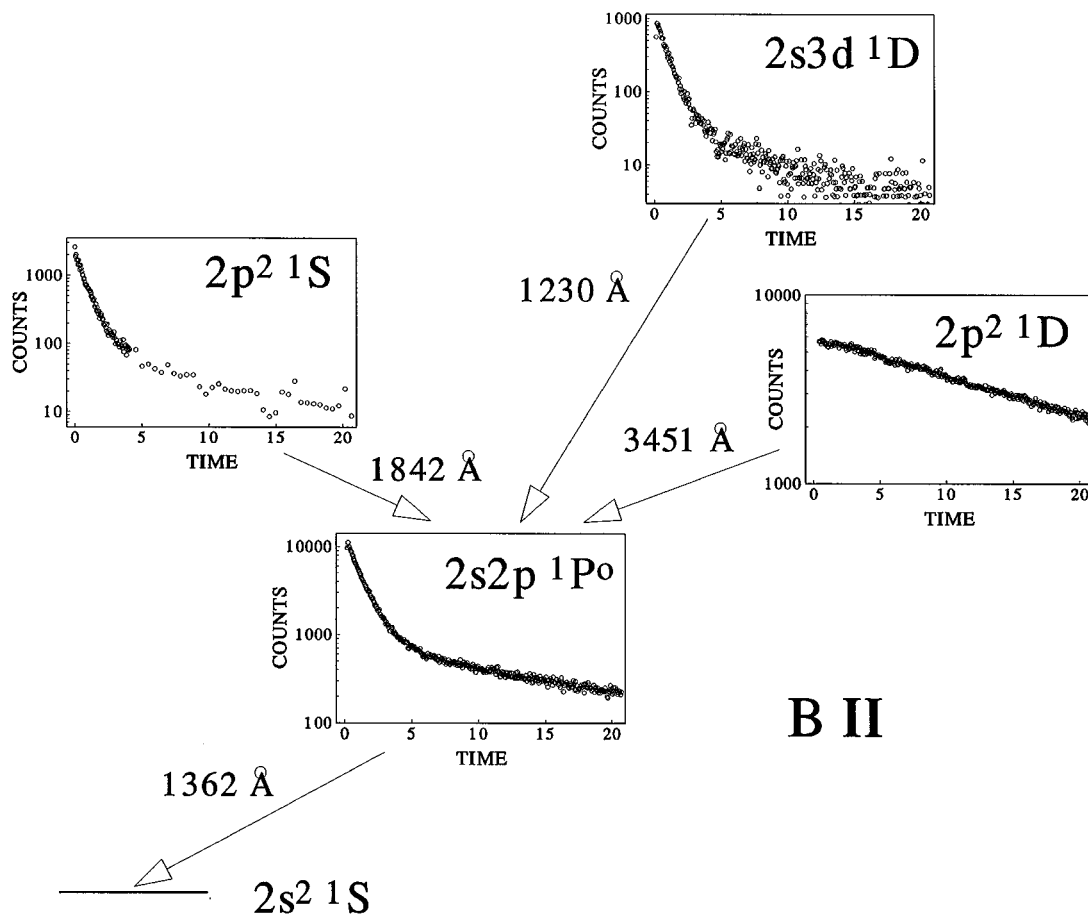 2s3d ¹D
COUNTS
1000
100
10
0 5 10 15 20
TIME
2p² ¹S
COUNTS
1000
100
10
0 5 10 15 20
TIME
1230 Å
2p² ¹D
COUNTS
10000
1000
0 5 10 15 20
TIME
1842 Å
3451 Å
2s2p ¹Pᵒ
COUNTS
10000
1000
100
0 5 10 15 20
TIME
B II
1362 Å
2s² ¹S